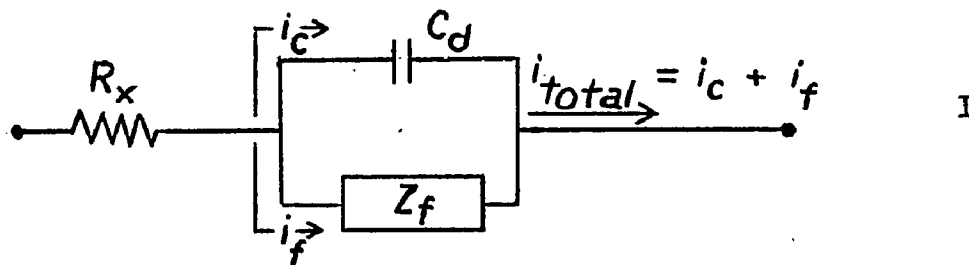 i_c → C_d
R_x i_total = i_c + i_f I
Z_f
i_f →